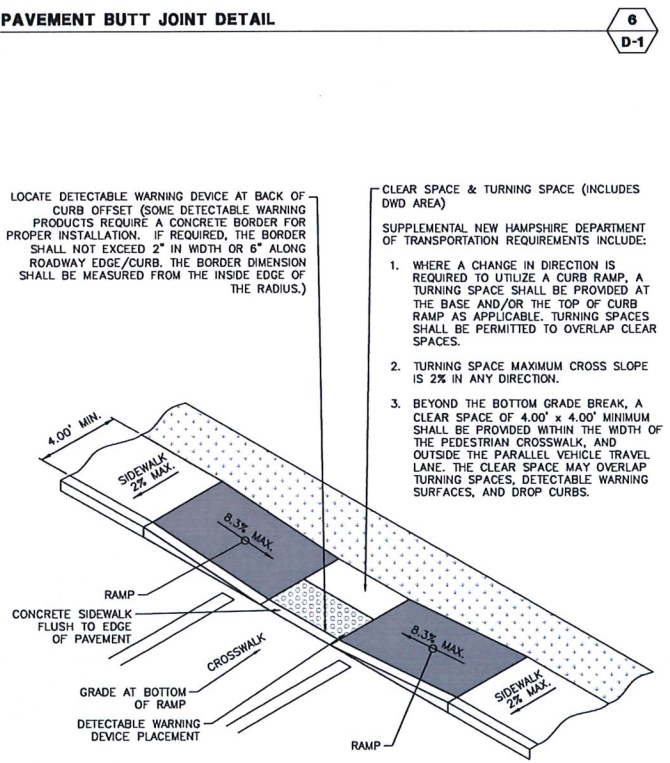 PAVEMENT BUTT JOINT DETAIL
6
D-1
LOCATE DETECTABLE WARNING DEVICE AT BACK OF
CURB OFFSET (SOME DETECTABLE WARNING
PRODUCTS REQUIRE A CONCRETE BORDER FOR
PROPER INSTALLATION. IF REQUIRED, THE BORDER
SHALL NOT EXCEED 2" IN WIDTH OR 6" ALONG
ROADWAY EDGE/CURB. THE BORDER DIMENSION
SHALL BE MEASURED FROM THE INSIDE EDGE OF
THE RADIUS.)
CLEAR SPACE & TURNING SPACE (INCLUDES
DWD AREA)
SUPPLEMENTAL NEW HAMPSHIRE DEPARTMENT
OF TRANSPORTATION REQUIREMENTS INCLUDE:
1. WHERE A CHANGE IN DIRECTION IS
REQUIRED TO UTILIZE A CURB RAMP, A
TURNING SPACE SHALL BE PROVIDED AT
THE BASE AND/OR THE TOP OF CURB
RAMP AS APPLICABLE. TURNING SPACES
SHALL BE PERMITTED TO OVERLAP CLEAR
SPACES.
2. TURNING SPACE MAXIMUM CROSS SLOPE
IS 2% IN ANY DIRECTION.
3. BEYOND THE BOTTOM GRADE BREAK, A
CLEAR SPACE OF 4.00' x 4.00' MINIMUM
SHALL BE PROVIDED WITHIN THE WIDTH OF
THE PEDESTRIAN CROSSWALK, AND
OUTSIDE THE PARALLEL VEHICLE TRAVEL
LANE. THE CLEAR SPACE MAY OVERLAP
TURNING SPACES, DETECTABLE WARNING
SURFACES, AND DROP CURBS.
4.00' MIN.
SIDEWALK
2% MAX.
8.3% MAX.
RAMP
CONCRETE SIDEWALK
FLUSH TO EDGE
OF PAVEMENT
CROSSWALK
8.3% MAX.
GRADE AT BOTTOM
OF RAMP
SIDEWALK
2% MAX.
DETECTABLE WARNING
DEVICE PLACEMENT
RAMP